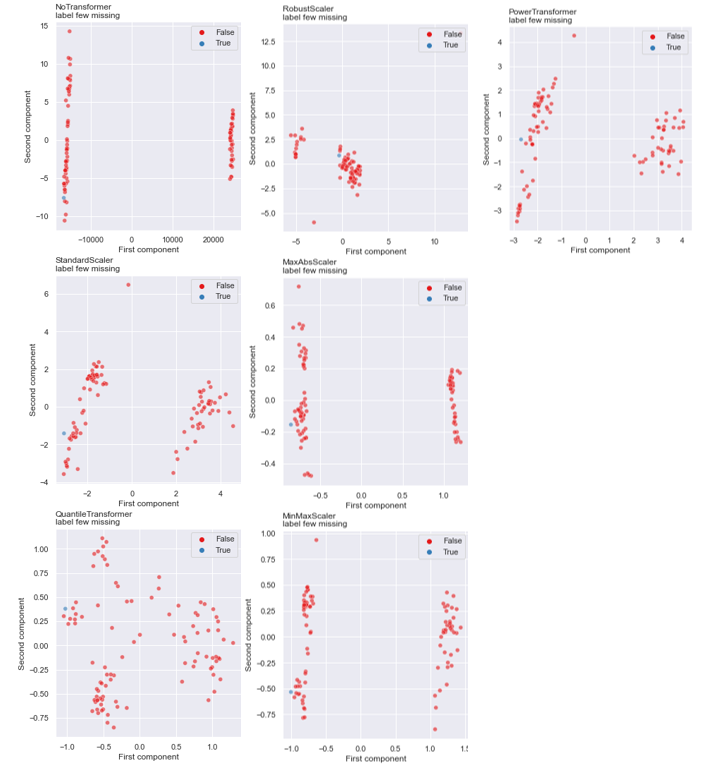 NoTransformer
label few missing
False
True
15
10
5
0
−5
−10
Second component
−10000
0
10000
20000
First component
RobustScaler
label few missing
False
True
12.5
10.0
7.5
5.0
2.5
0.0
−2.5
−5.0
Second component
−5
0
5
10
First component
PowerTransformer
label few missing
False
True
4
3
2
1
0
−1
−2
−3
Second component
−3
−2
−1
0
1
2
3
4
First component
StandardScaler
label few missing
False
True
6
4
2
0
−2
−4
Second component
−2
0
2
4
First component
MaxAbsScaler
label few missing
False
True
0.6
0.4
0.2
0.0
−0.2
−0.4
Second component
−0.5
0.0
0.5
1.0
First component
QuantileTransformer
label few missing
False
True
1.00
0.75
0.50
0.25
0.00
−0.25
−0.50
−0.75
Second component
−1.0
−0.5
0.0
0.5
1.0
First component
MinMaxScaler
label few missing
False
True
1.00
0.75
0.50
0.25
0.00
−0.25
−0.50
−0.75
Second component
−1.0
−0.5
0.0
0.5
1.0
1.5
First component